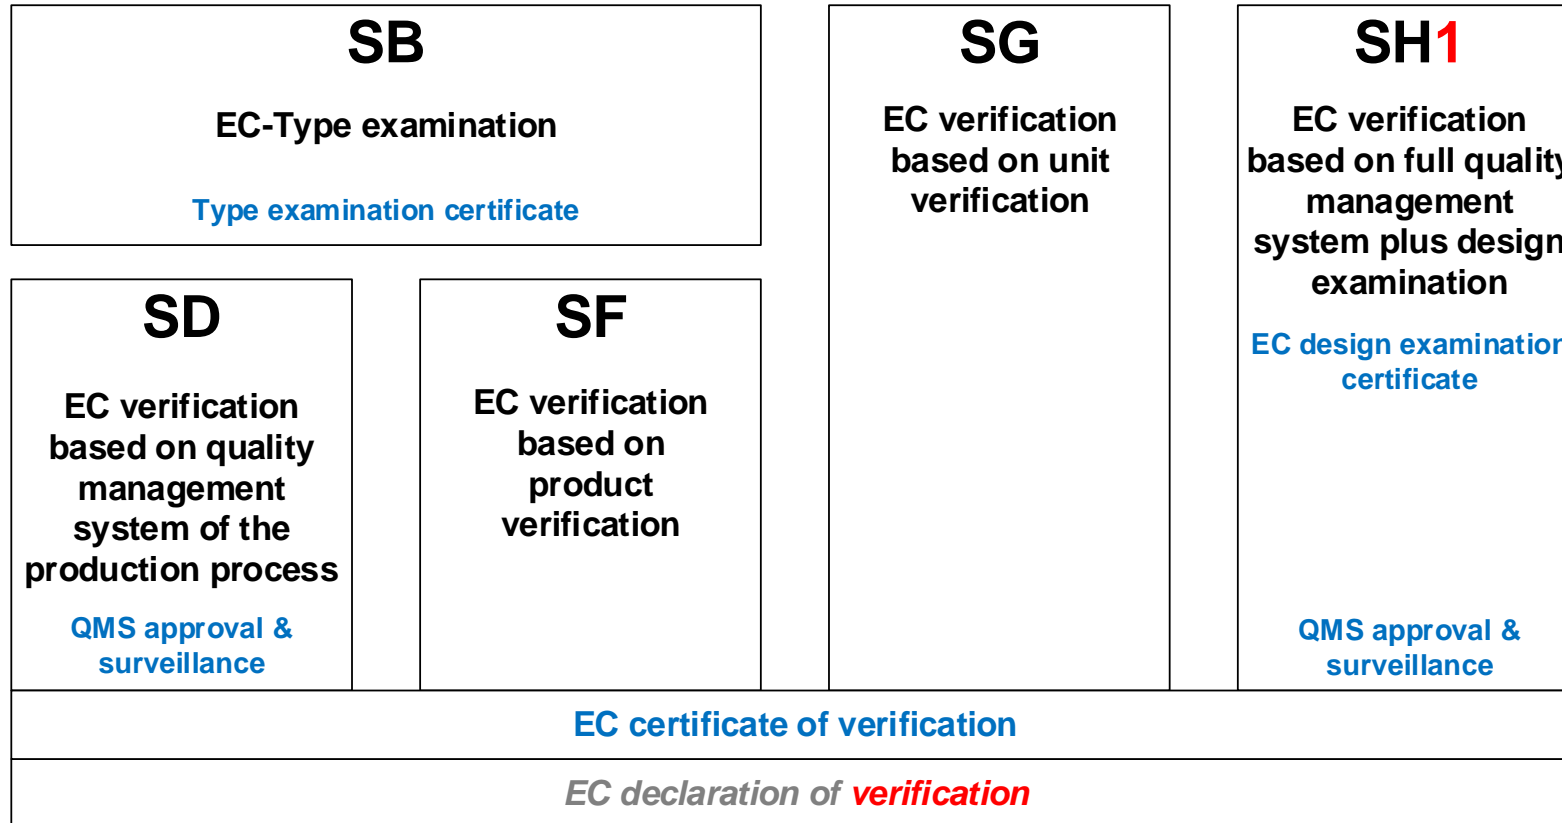 SB
EC-Type examination
Type examination certificate
SD
EC verification
based on quality
management
system of the
production process
QMS approval &
surveillance
SF
EC verification
based on
product
verification
SG
EC verification
based on unit
verification
SH1
EC verification
based on full quality
management
system plus design
examination
EC design examination
certificate
QMS approval &
surveillance
EC certificate of verification
EC declaration of verification